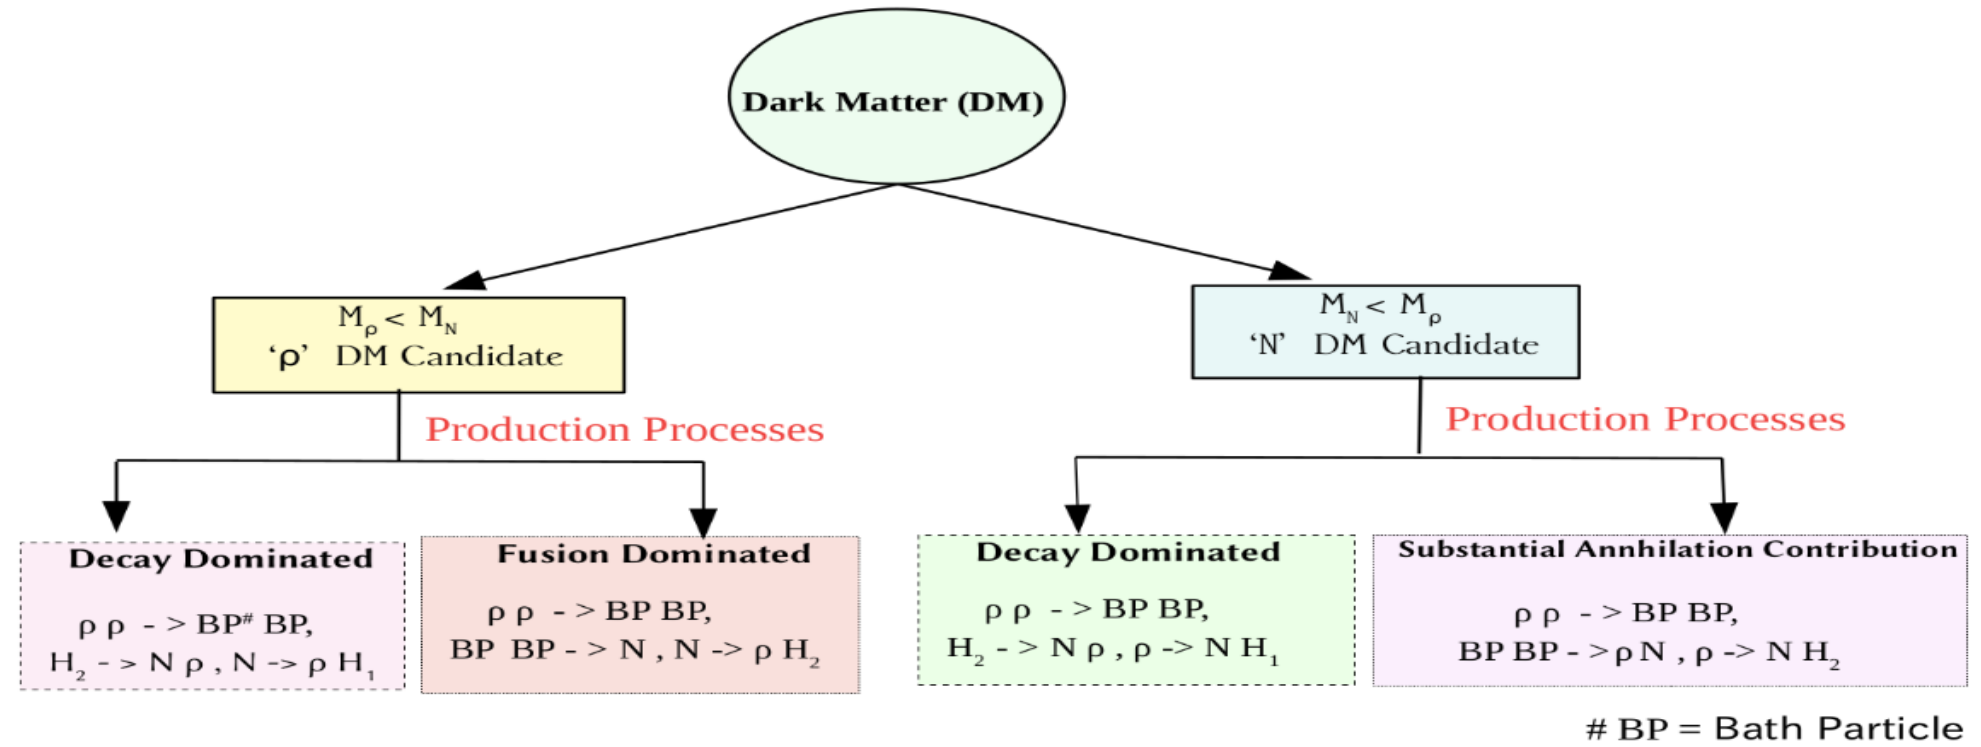 Dark Matter (DM)
Mρ < MN
‘ρ’ DM Candidate
Production Processes
Decay Dominated
ρ ρ - > BP# BP,
H2 - > N ρ , N -> ρ H1
Fusion Dominated
ρ ρ - > BP BP,
BP BP - > N , N -> ρ H2
MN < Mρ
‘N’ DM Candidate
Production Processes
Decay Dominated
ρ ρ - > BP BP,
H2 - > N ρ , ρ -> N H1
Substantial Annhilation Contribution
ρ ρ - > BP BP,
BP BP - > ρ N , ρ -> N H2
# BP = Bath Particle